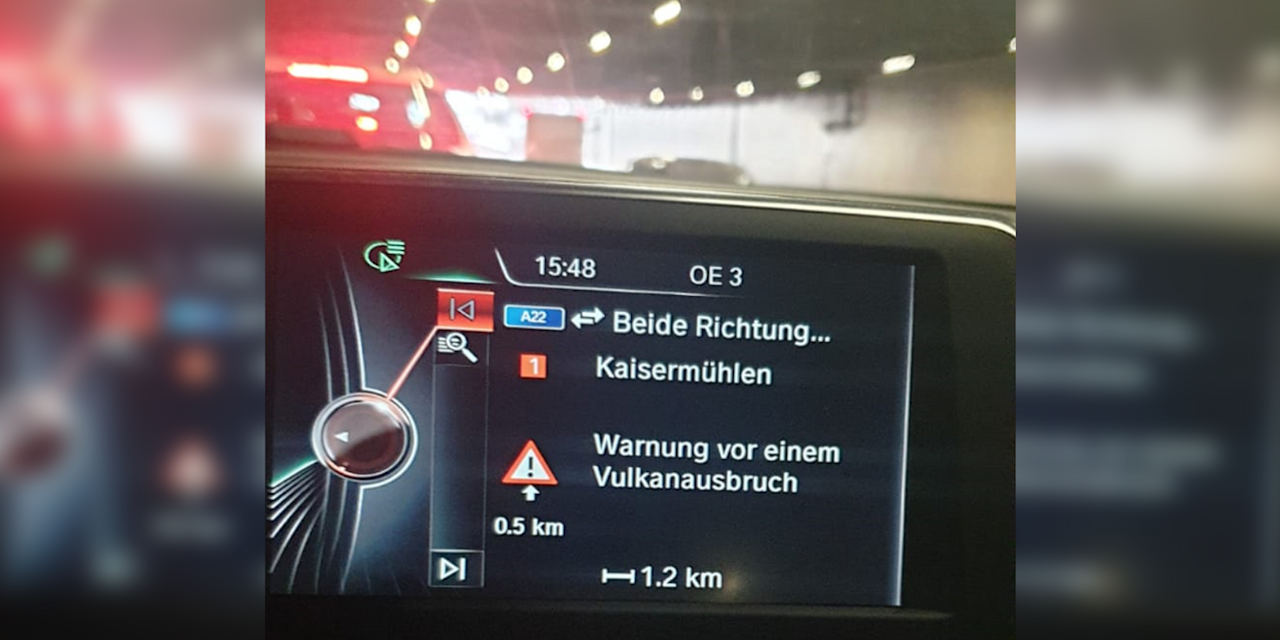 15:48 OE 3
A22 Beide Richtung...
1 Kaisermühlen
Warnung vor einem
Vulkanausbruch
0.5 km
1.2 km